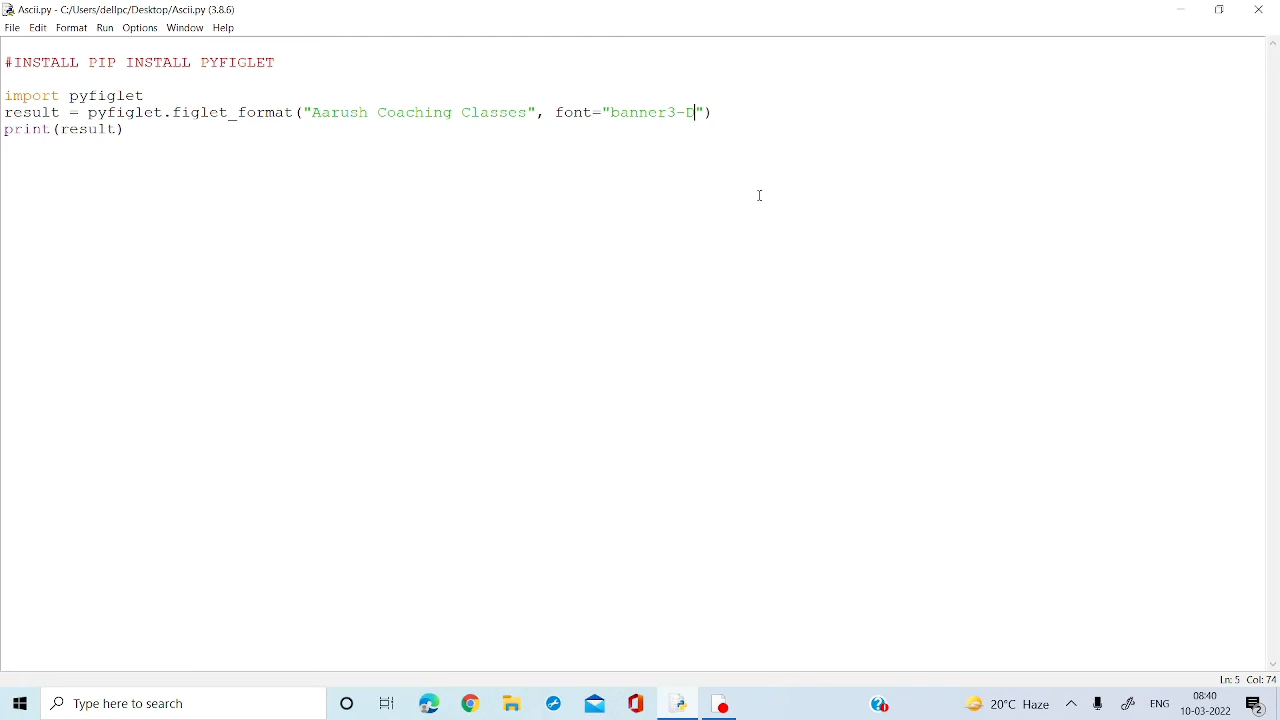 Ascii.py - C:/Users/dellpc/Desktop/Ascii.py (3.8.6)
File Edit Format Run Options Window Help
#INSTALL PIP INSTALL PYFIGLET
import pyfiglet
result = pyfiglet.figlet_format("Aarush Coaching Classes", font="banner3-D")
print(result)
Ln: 5 Col: 74
Type here to search
20°C Haze
ENG
08:40
10-03-2022
2